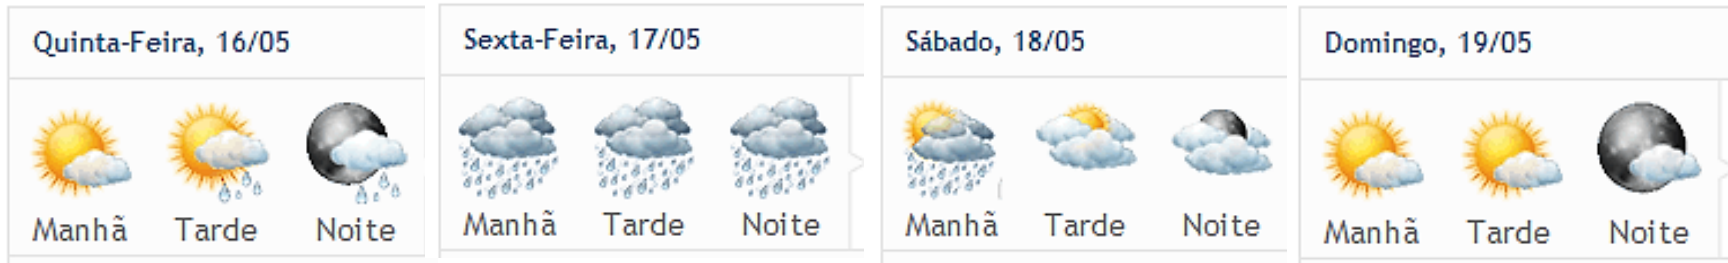 Quinta-Feira, 16/05
Manhã Tarde Noite
Sexta-Feira, 17/05
Manhã Tarde Noite
Sábado, 18/05
Manhã Tarde Noite
Domingo, 19/05
Manhã Tarde Noite